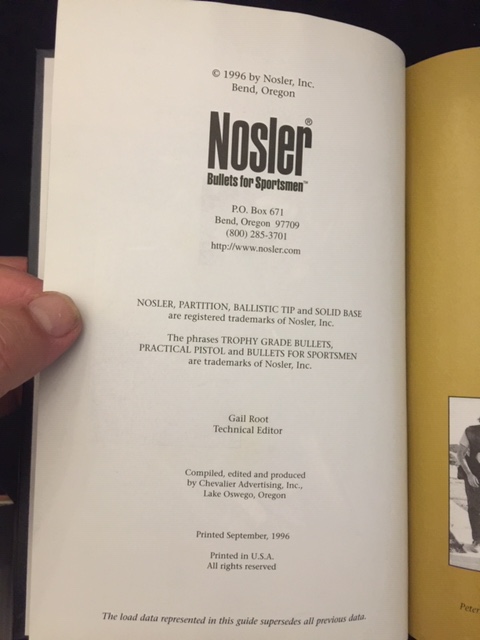 © 1996 by Nosler, Inc.
Bend, Oregon
Nosler®
Bullets for Sportsmen™
P.O. Box 671
Bend, Oregon 97709
(800) 285-3701
http://www.nosler.com
NOSLER, PARTITION, BALLISTIC TIP and SOLID BASE
are registered trademarks of Nosler, Inc.
The phrases TROPHY GRADE BULLETS,
PRACTICAL PISTOL and BULLETS FOR SPORTSMEN
are trademarks of Nosler, Inc.
Gail Root
Technical Editor
Compiled, edited and produced
by Chevalier Advertising, Inc.,
Lake Oswego, Oregon
Printed September, 1996
Printed in U.S.A.
All rights reserved
The load data represented in this guide supersedes all previous data.
Peter